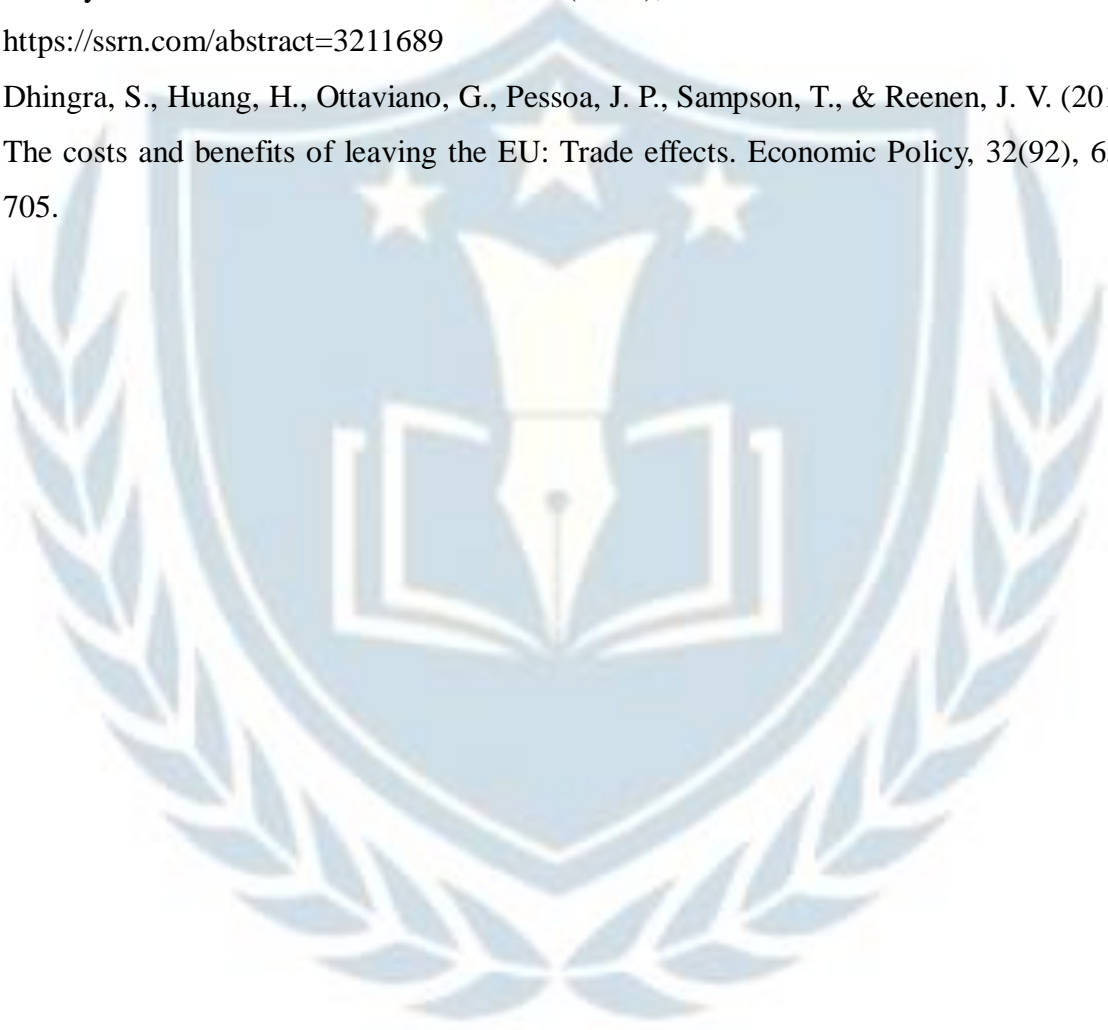 https://ssrn.com/abstract=3211689
Dhingra, S., Huang, H., Ottaviano, G., Pessoa, J. P., Sampson, T., & Reenen, J. V. (201
The costs and benefits of leaving the EU: Trade effects. Economic Policy, 32(92), 6
705.